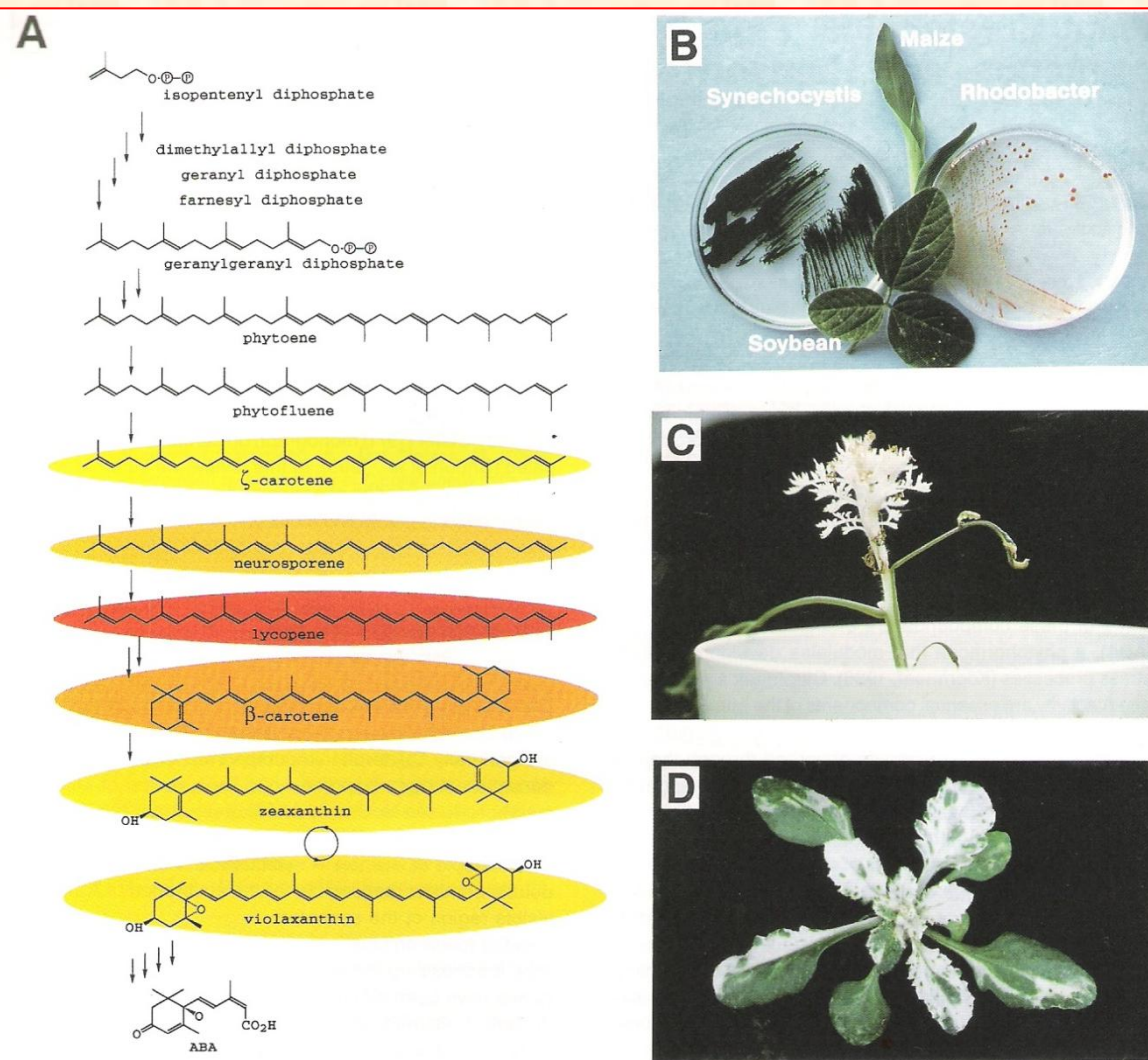 A
O-Ⓟ-Ⓟ
isopentenyl diphosphate
dimethylallyl diphosphate
geranyl diphosphate
farnesyl diphosphate
O-Ⓟ-Ⓟ
geranylgeranyl diphosphate
phytoene
phytofluene
ζ-carotene
neurosporene
lycopene
β-carotene
OH
zeaxanthin
OH
OH
O
O
violaxanthin
OH
O
O
CO₂H
ABA
B
Maize
Synechocystis
Rhodobacter
Soybean
C
D